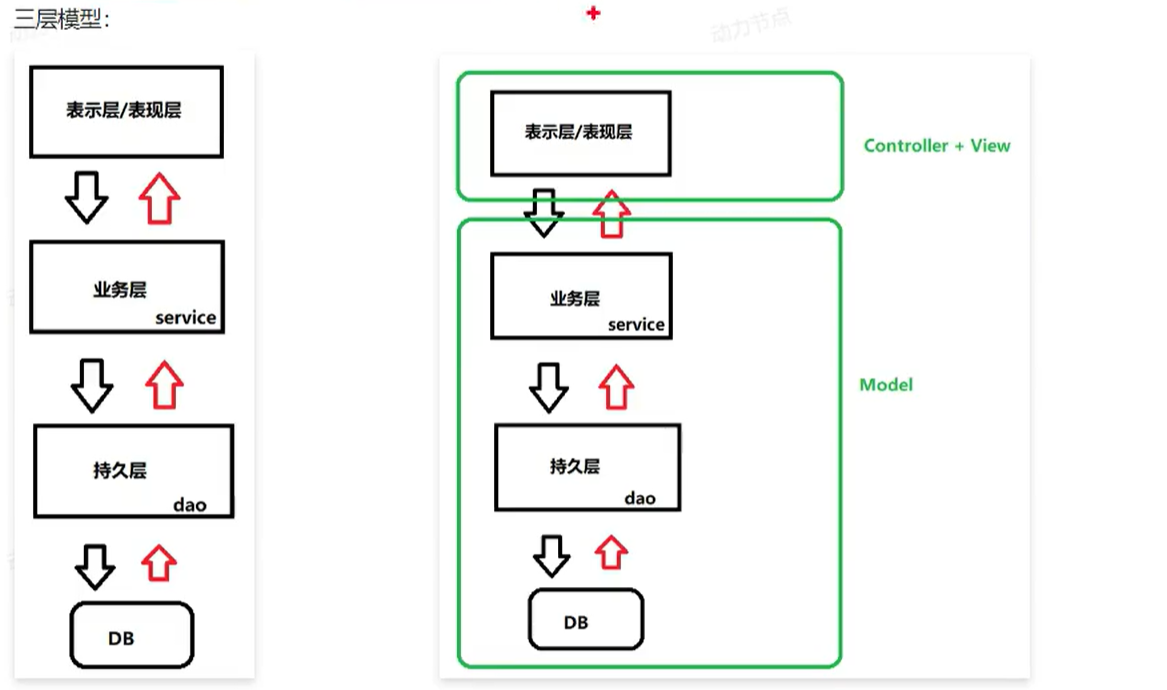 三层模型：
动力节点
表示层/表现层
业务层
service
持久层
dao
DB
表示层/表现层
Controller + View
业务层
service
Model
持久层
dao
DB